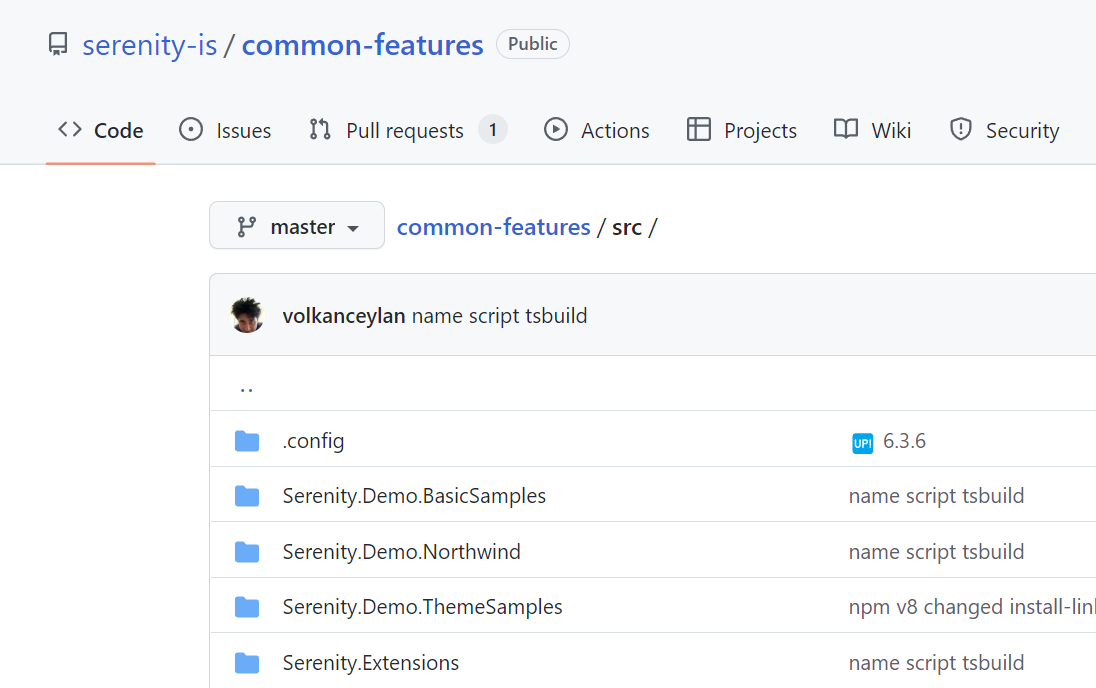 serenity-is / common-features Public
Code Issues Pull requests 1 Actions Projects Wiki Security
master common-features / src /
volkanceylan name script tsbuild
..
.config UP! 6.3.6
Serenity.Demo.BasicSamples name script tsbuild
Serenity.Demo.Northwind name script tsbuild
Serenity.Demo.ThemeSamples npm v8 changed install-lin
Serenity.Extensions name script tsbuild